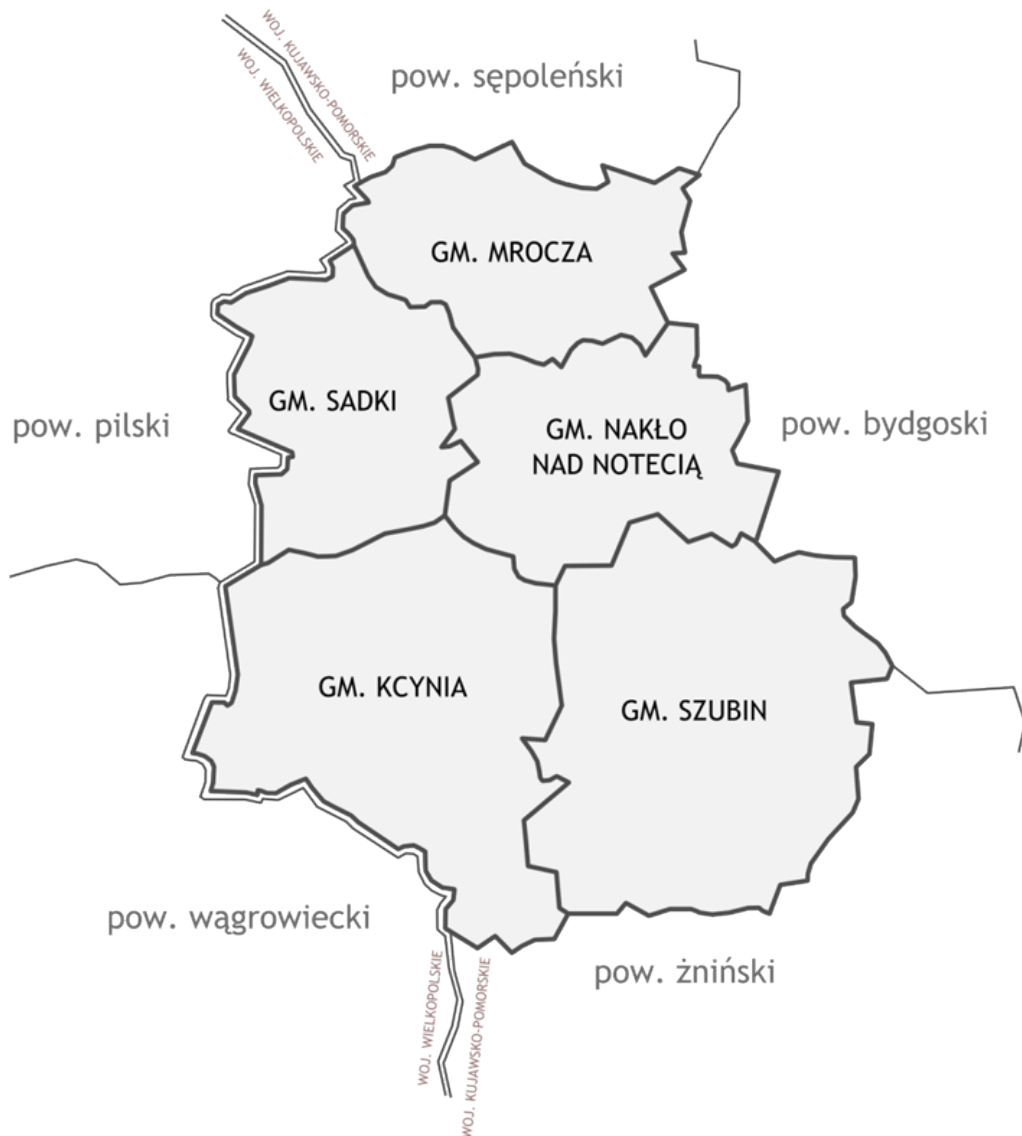 WOJ. KUJAWSKO-POMORSKIE
WOJ. WIELKOPOLSKIE
pow. sępoleński
GM. MROCZA
GM. SADKI
pow. pilski
GM. NAKŁO
NAD NOTECIĄ
pow. bydgoski
GM. KCYNIA
GM. SZUBIN
pow. wągrowiecki
pow. żniński
WOJ. WIELKOPOLSKIE
WOJ. KUJAWSKO-POMORSKIE